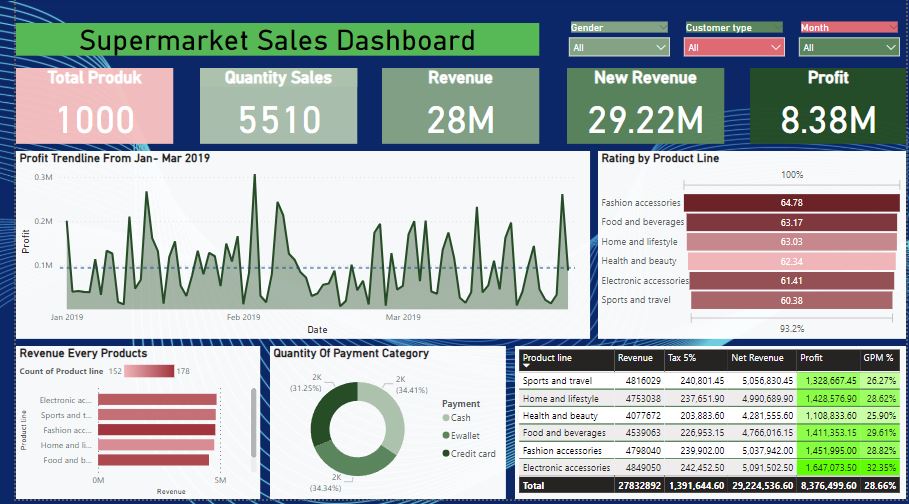 Supermarket Sales Dashboard
Gender
All
Customer type
All
Month
All
Total Produk
1000
Quantity Sales
5510
Revenue
28M
New Revenue
29.22M
Profit
8.38M
Profit Trendline From Jan- Mar 2019
0.3M
0.2M
0.1M
Profit
Jan 2019 Feb 2019 Mar 2019
Date
Rating by Product Line
100%
Fashion accessories 64.78
Food and beverages 63.17
Home and lifestyle 63.03
Health and beauty 62.34
Electronic accessories 61.41
Sports and travel 60.38
93.2%
Revenue Every Products
Count of Product line 152 178
Product Line
Electronic ac...
Sports and t...
Fashion acc...
Home and li...
Food and b...
0M 5M
Revenue
Quantity Of Payment Category
2K
(31.25%)
2K
(34.41%)
2K
(34.34%)
Payment
Cash
Ewallet
Credit card
Product line Revenue Tax 5% Net Revenue Profit GPM %
Sports and travel 4816029 240,801.45 5,056,830.45 1,328,667.45 26.27%
Home and lifestyle 4753038 237,651.90 4,990,689.90 1,428,576.90 28.62%
Health and beauty 4077672 203,883.60 4,281,555.60 1,108,833.60 25.90%
Food and beverages 4539063 226,953.15 4,766,016.15 1,411,353.15 29.61%
Fashion accessories 4798040 239,902.00 5,037,942.00 1,451,995.00 28.82%
Electronic accessories 4849050 242,452.50 5,091,502.50 1,647,073.50 32.35%
Total 27832892 1,391,644.60 29,224,536.60 8,376,499.60 28.66%